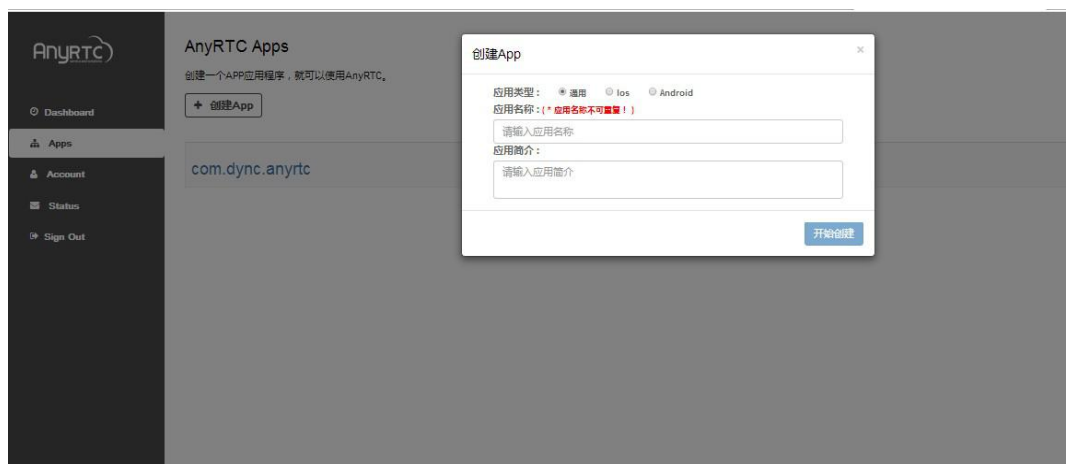 AnyRTC
Dashboard
Apps
Account
Status
Sign Out
AnyRTC Apps
创建一个APP应用程序，就可以使用AnyRTC。
+ 创建App
com.dync.anyrtc
创建App
×
应用类型： 通用 Ios Android
应用名称：( * 应用名称不可重复！ )
请输入应用名称
应用简介：
请输入应用简介
开始创建